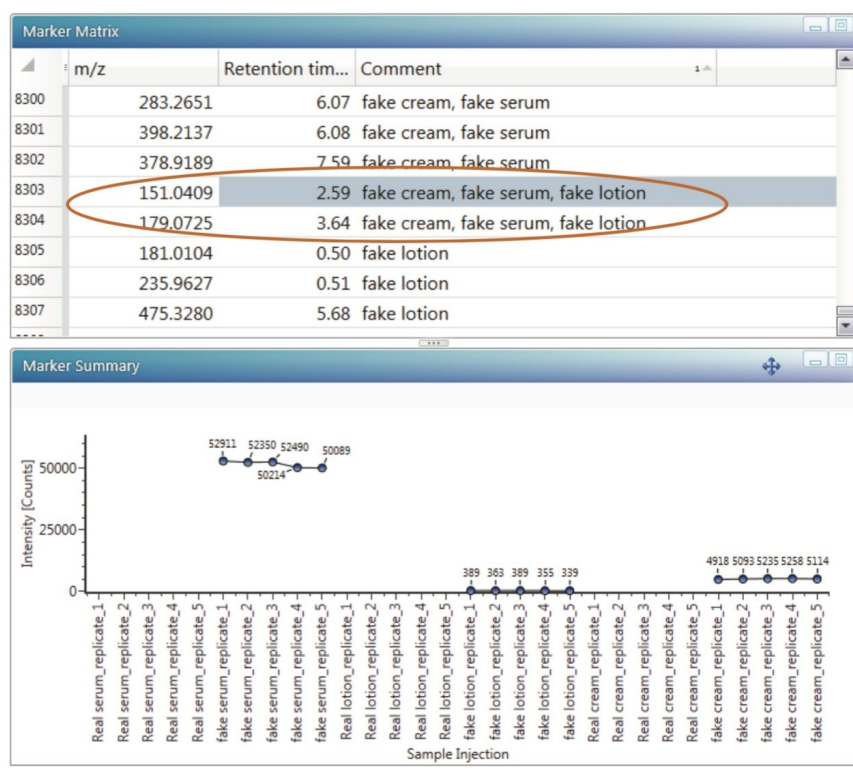 Marker Matrix
m/z Retention tim... Comment 1
8300 283.2651 6.07 fake cream, fake serum
8301 398.2137 6.08 fake cream, fake serum
8302 378.9189 7.59 fake cream, fake serum
8303 151.0409 2.59 fake cream, fake serum, fake lotion
8304 179.0725 3.64 fake cream, fake serum, fake lotion
8305 181.0104 0.50 fake lotion
8306 235.9627 0.51 fake lotion
8307 475.3280 5.68 fake lotion
Marker Summary
Intensity [Counts]
50000
25000
0
52911 52350 52490 50214 50089
389 363 389 355 339
4918 5093 5235 5258 5114
Real serum_replicate_1
Real serum_replicate_2
Real serum_replicate_3
Real serum_replicate_4
Real serum_replicate_5
fake serum_replicate_1
fake serum_replicate_2
fake serum_replicate_3
fake serum_replicate_4
fake serum_replicate_5
Real lotion_replicate_1
Real lotion_replicate_2
Real lotion_replicate_3
Real lotion_replicate_4
Real lotion_replicate_5
fake lotion_replicate_1
fake lotion_replicate_2
fake lotion_replicate_3
fake lotion_replicate_4
fake lotion_replicate_5
Real cream_replicate_1
Real cream_replicate_2
Real cream_replicate_3
Real cream_replicate_4
Real cream_replicate_5
fake cream_replicate_1
fake cream_replicate_2
fake cream_replicate_3
fake cream_replicate_4
fake cream_replicate_5
Sample Injection